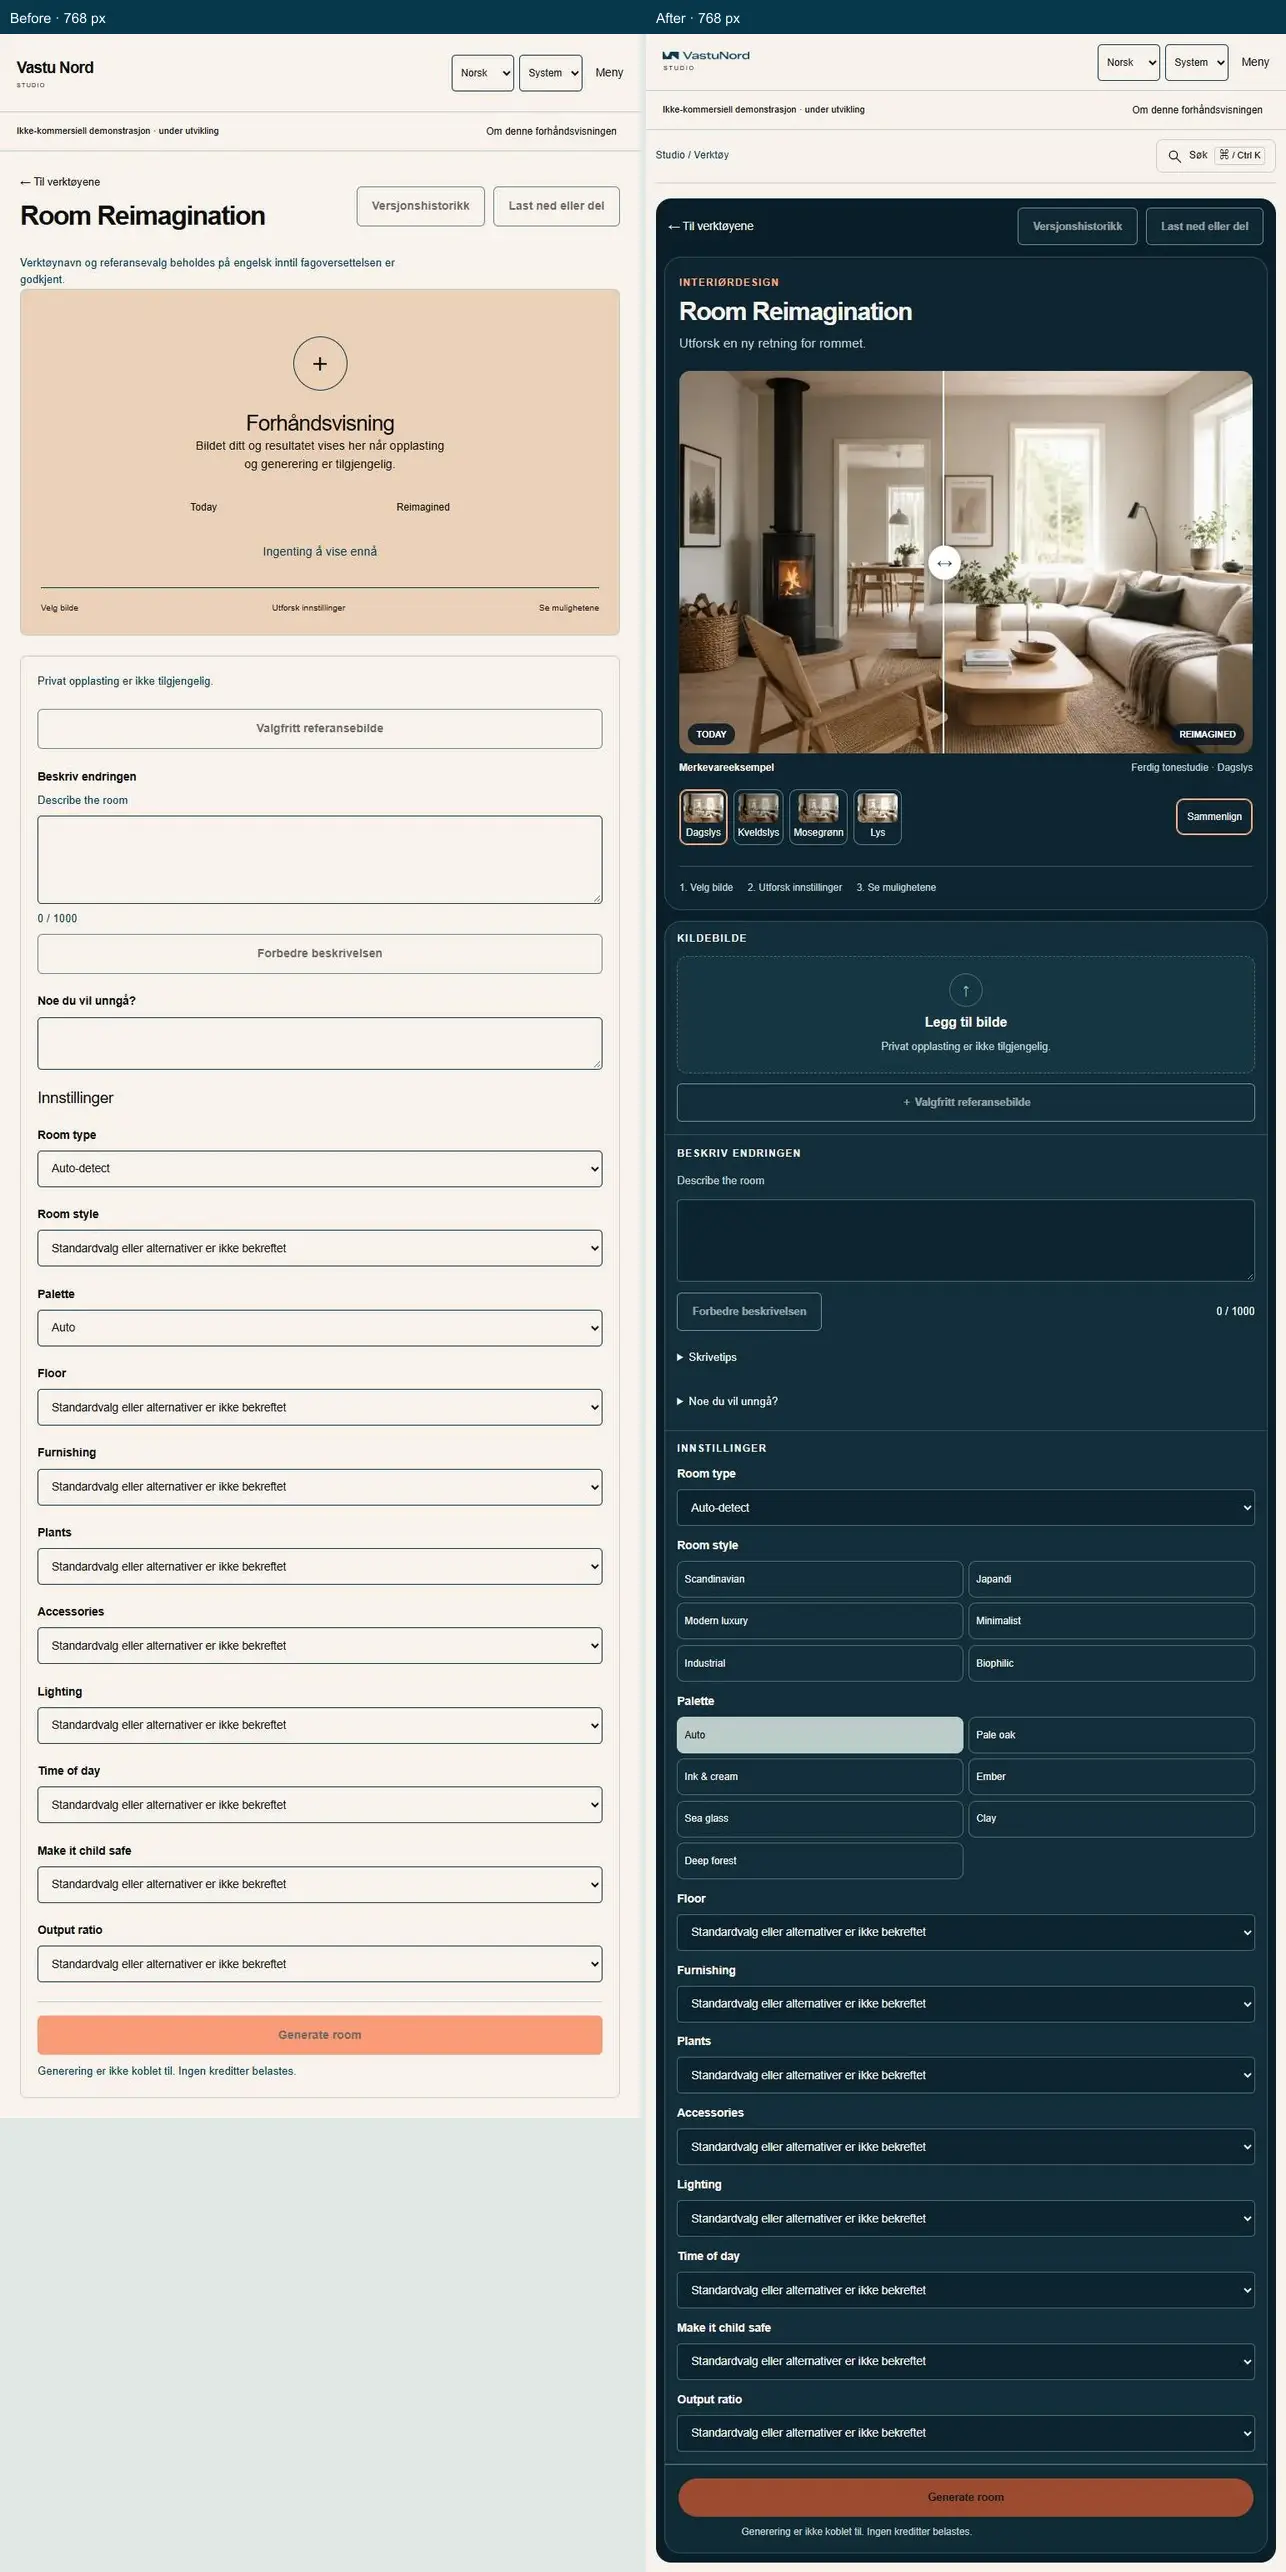 Before · 768 px
Vastu Nord
STUDIO
Norsk
System
Meny
Ikke-kommersiell demonstrasjon · under utvikling
Om denne forhåndsvisningen
← Til verktøyene
Room Reimagination
Versjonshistorikk
Last ned eller del
Verktøynavn og referansevalg beholdes på engelsk inntil fagoversettelsen er
godkjent.
+
Forhåndsvisning
Bildet ditt og resultatet vises her når opplasting
og generering er tilgjengelig.
Today
Reimagined
Ingenting å vise ennå
Velg bilde
Utforsk innstillinger
Se mulighetene
Privat opplasting er ikke tilgjengelig.
Valgfritt referansebilde
Beskriv endringen
Describe the room
0 / 1000
Forbedre beskrivelsen
Noe du vil unngå?
Innstillinger
Room type
Auto-detect
Room style
Standardvalg eller alternativer er ikke bekreftet
Palette
Auto
Floor
Standardvalg eller alternativer er ikke bekreftet
Furnishing
Standardvalg eller alternativer er ikke bekreftet
Plants
Standardvalg eller alternativer er ikke bekreftet
Accessories
Standardvalg eller alternativer er ikke bekreftet
Lighting
Standardvalg eller alternativer er ikke bekreftet
Time of day
Standardvalg eller alternativer er ikke bekreftet
Make it child safe
Standardvalg eller alternativer er ikke bekreftet
Output ratio
Standardvalg eller alternativer er ikke bekreftet
Generate room
Generering er ikke koblet til. Ingen kreditter belastes.
After · 768 px
VastuNord
STUDIO
Norsk
System
Meny
Ikke-kommersiell demonstrasjon · under utvikling
Om denne forhåndsvisningen
Studio / Verktøy
Søk
⌘ / Ctrl K
← Til verktøyene
Versjonshistorikk
Last ned eller del
INTERIØRDESIGN
Room Reimagination
Utforsk en ny retning for rommet.
TODAY
REIMAGINED
Merkevareeksempel
Ferdig tonestudie · Dagslys
Dagslys
Kveldslys
Mosegrønn
Lys
Sammenlign
1. Velg bilde
2. Utforsk innstillinger
3. Se mulighetene
KILDEBILDE
↑
Legg til bilde
Privat opplasting er ikke tilgjengelig.
+ Valgfritt referansebilde
BESKRIV ENDRINGEN
Describe the room
Forbedre beskrivelsen
0 / 1000
▶ Skrivetips
▶ Noe du vil unngå?
INNSTILLINGER
Room type
Auto-detect
Room style
Scandinavian
Japandi
Modern luxury
Minimalist
Industrial
Biophilic
Palette
Auto
Pale oak
Ink & cream
Ember
Sea glass
Clay
Deep forest
Floor
Standardvalg eller alternativer er ikke bekreftet
Furnishing
Standardvalg eller alternativer er ikke bekreftet
Plants
Standardvalg eller alternativer er ikke bekreftet
Accessories
Standardvalg eller alternativer er ikke bekreftet
Lighting
Standardvalg eller alternativer er ikke bekreftet
Time of day
Standardvalg eller alternativer er ikke bekreftet
Make it child safe
Standardvalg eller alternativer er ikke bekreftet
Output ratio
Standardvalg eller alternativer er ikke bekreftet
Generate room
Generering er ikke koblet til. Ingen kreditter belastes.